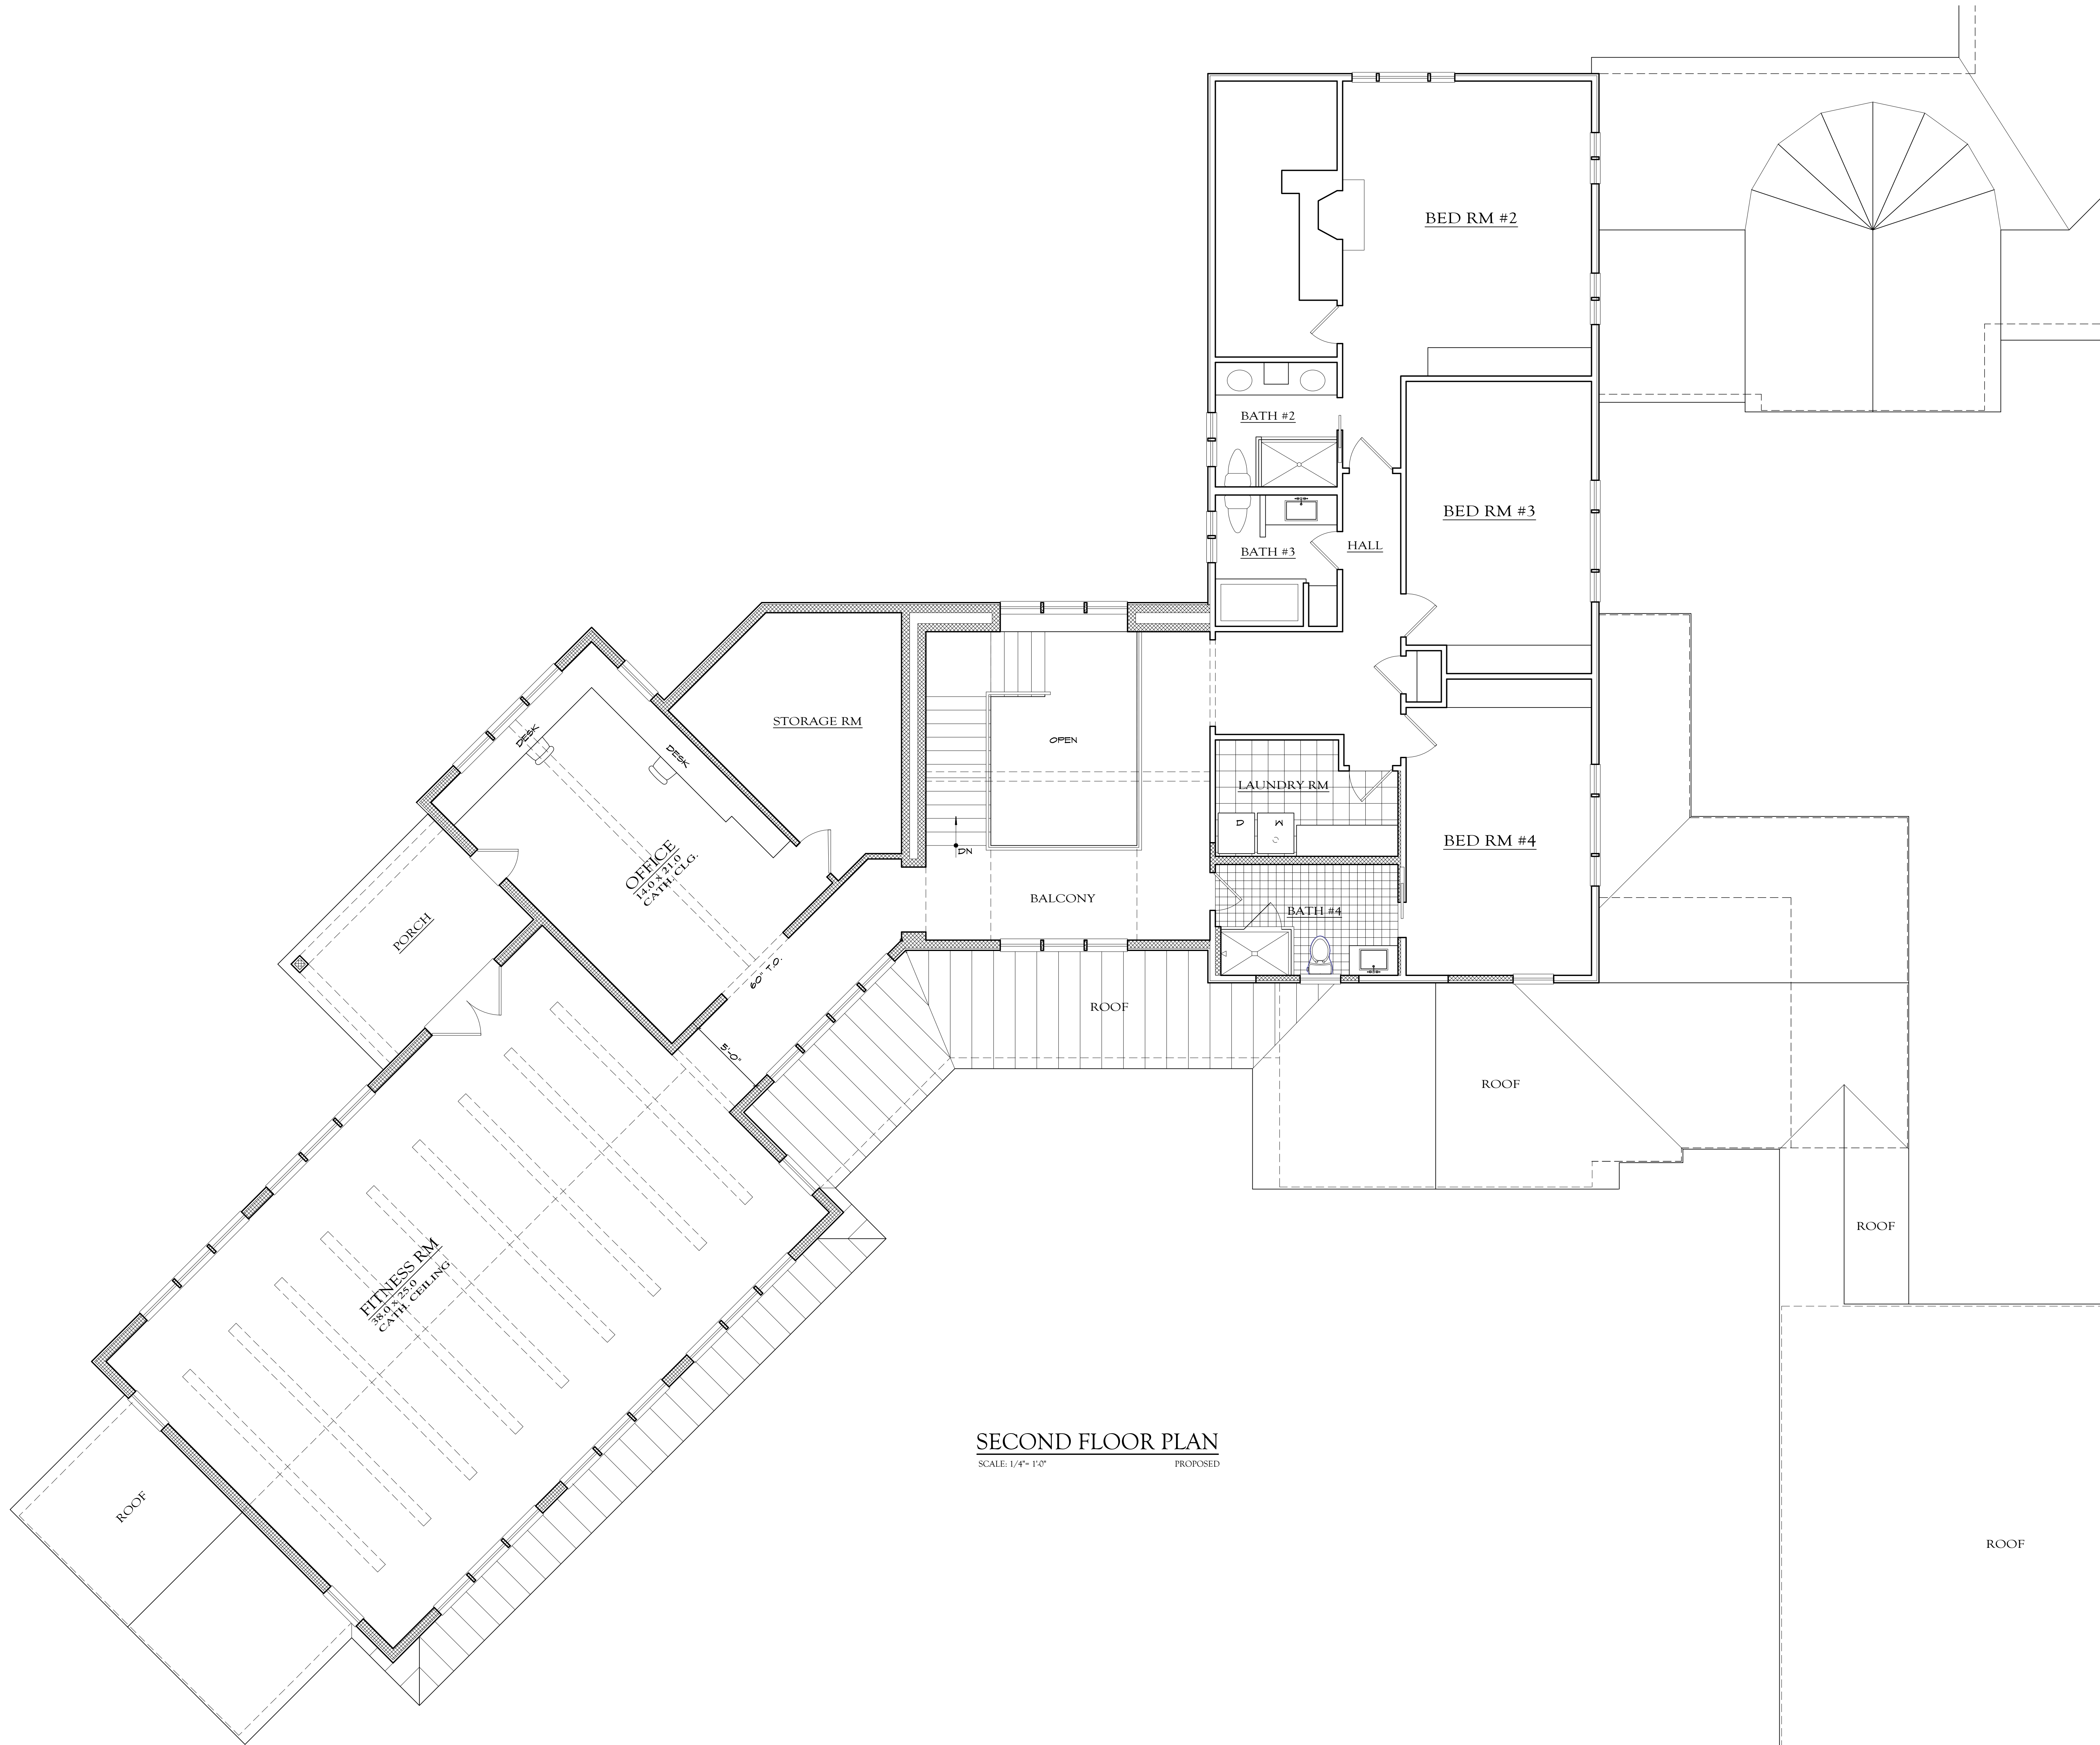 BED RM #2
BATH #2
BED RM #3
BATH #3
HALL
STORAGE RM
OPEN
DESK
DESK
LAUNDRY RM
D
W
BED RM #4
DN
OFFICE
14.0 x 21.0
CATH. CLG.
BALCONY
BATH #4
PORCH
60" T.O.
5'-0"
ROOF
ROOF
ROOF
FITNESS RM
38.0 x 25.0
CATH. CEILING
ROOF
SECOND FLOOR PLAN
SCALE: 1/4"= 1'-0" PROPOSED
ROOF